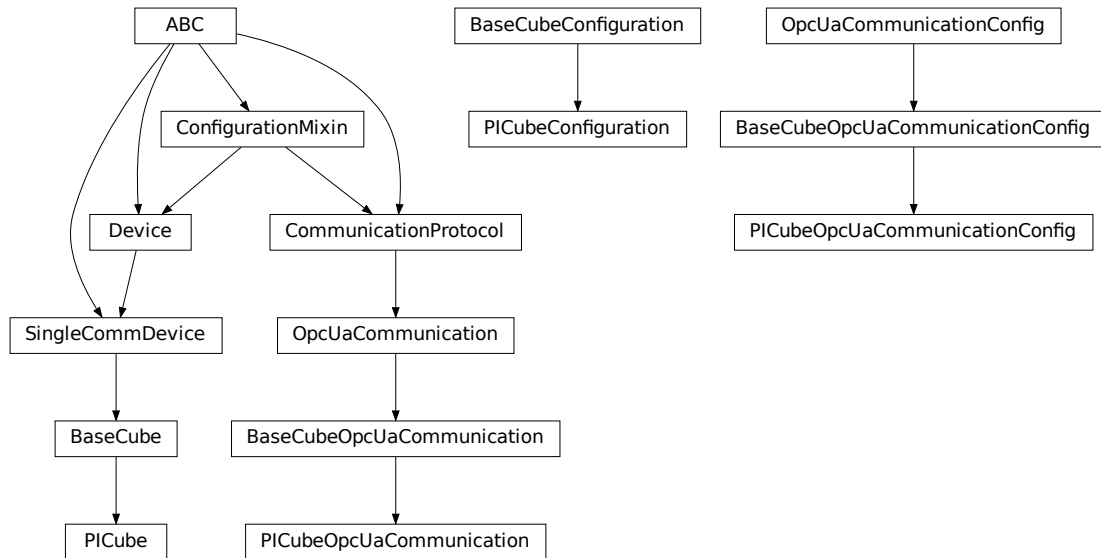 ABC
BaseCubeConfiguration
OpcUaCommunicationConfig
ConfigurationMixin
PICubeConfiguration
BaseCubeOpcUaCommunicationConfig
Device
CommunicationProtocol
PICubeOpcUaCommunicationConfig
SingleCommDevice
OpcUaCommunication
BaseCube
BaseCubeOpcUaCommunication
PICube
PICubeOpcUaCommunication